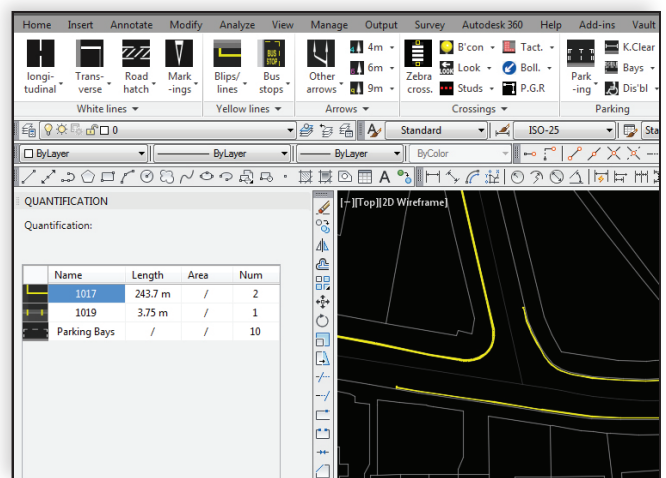 Home Insert Annotate Modify Analyze View Manage Output Survey Autodesk 360 Help Add-ins Vault
longi-
tudinal
Trans-
verse
Road
hatch
Mark
-ings
Blips/
lines
BUS
STOP
Bus
stops
Other
arrows
4 4m
6m
9m
Zebra
cross.
B'con
Look
Studs
Tact.
Boll.
P.G.R
Park
-ing
K.Clear
Bays
Dis'bl
White lines
Yellow lines
Arrows
Crossings
Parking
0
Standard
ISO-25
Sta
ByLayer
ByLayer
ByLayer
ByColor
QUANTIFICATION
Quantification:
Name Length Area Num
1017 243.7 m / 2
1019 3.75 m / 1
Parking Bays / / 10
[−][Top][2D Wireframe]